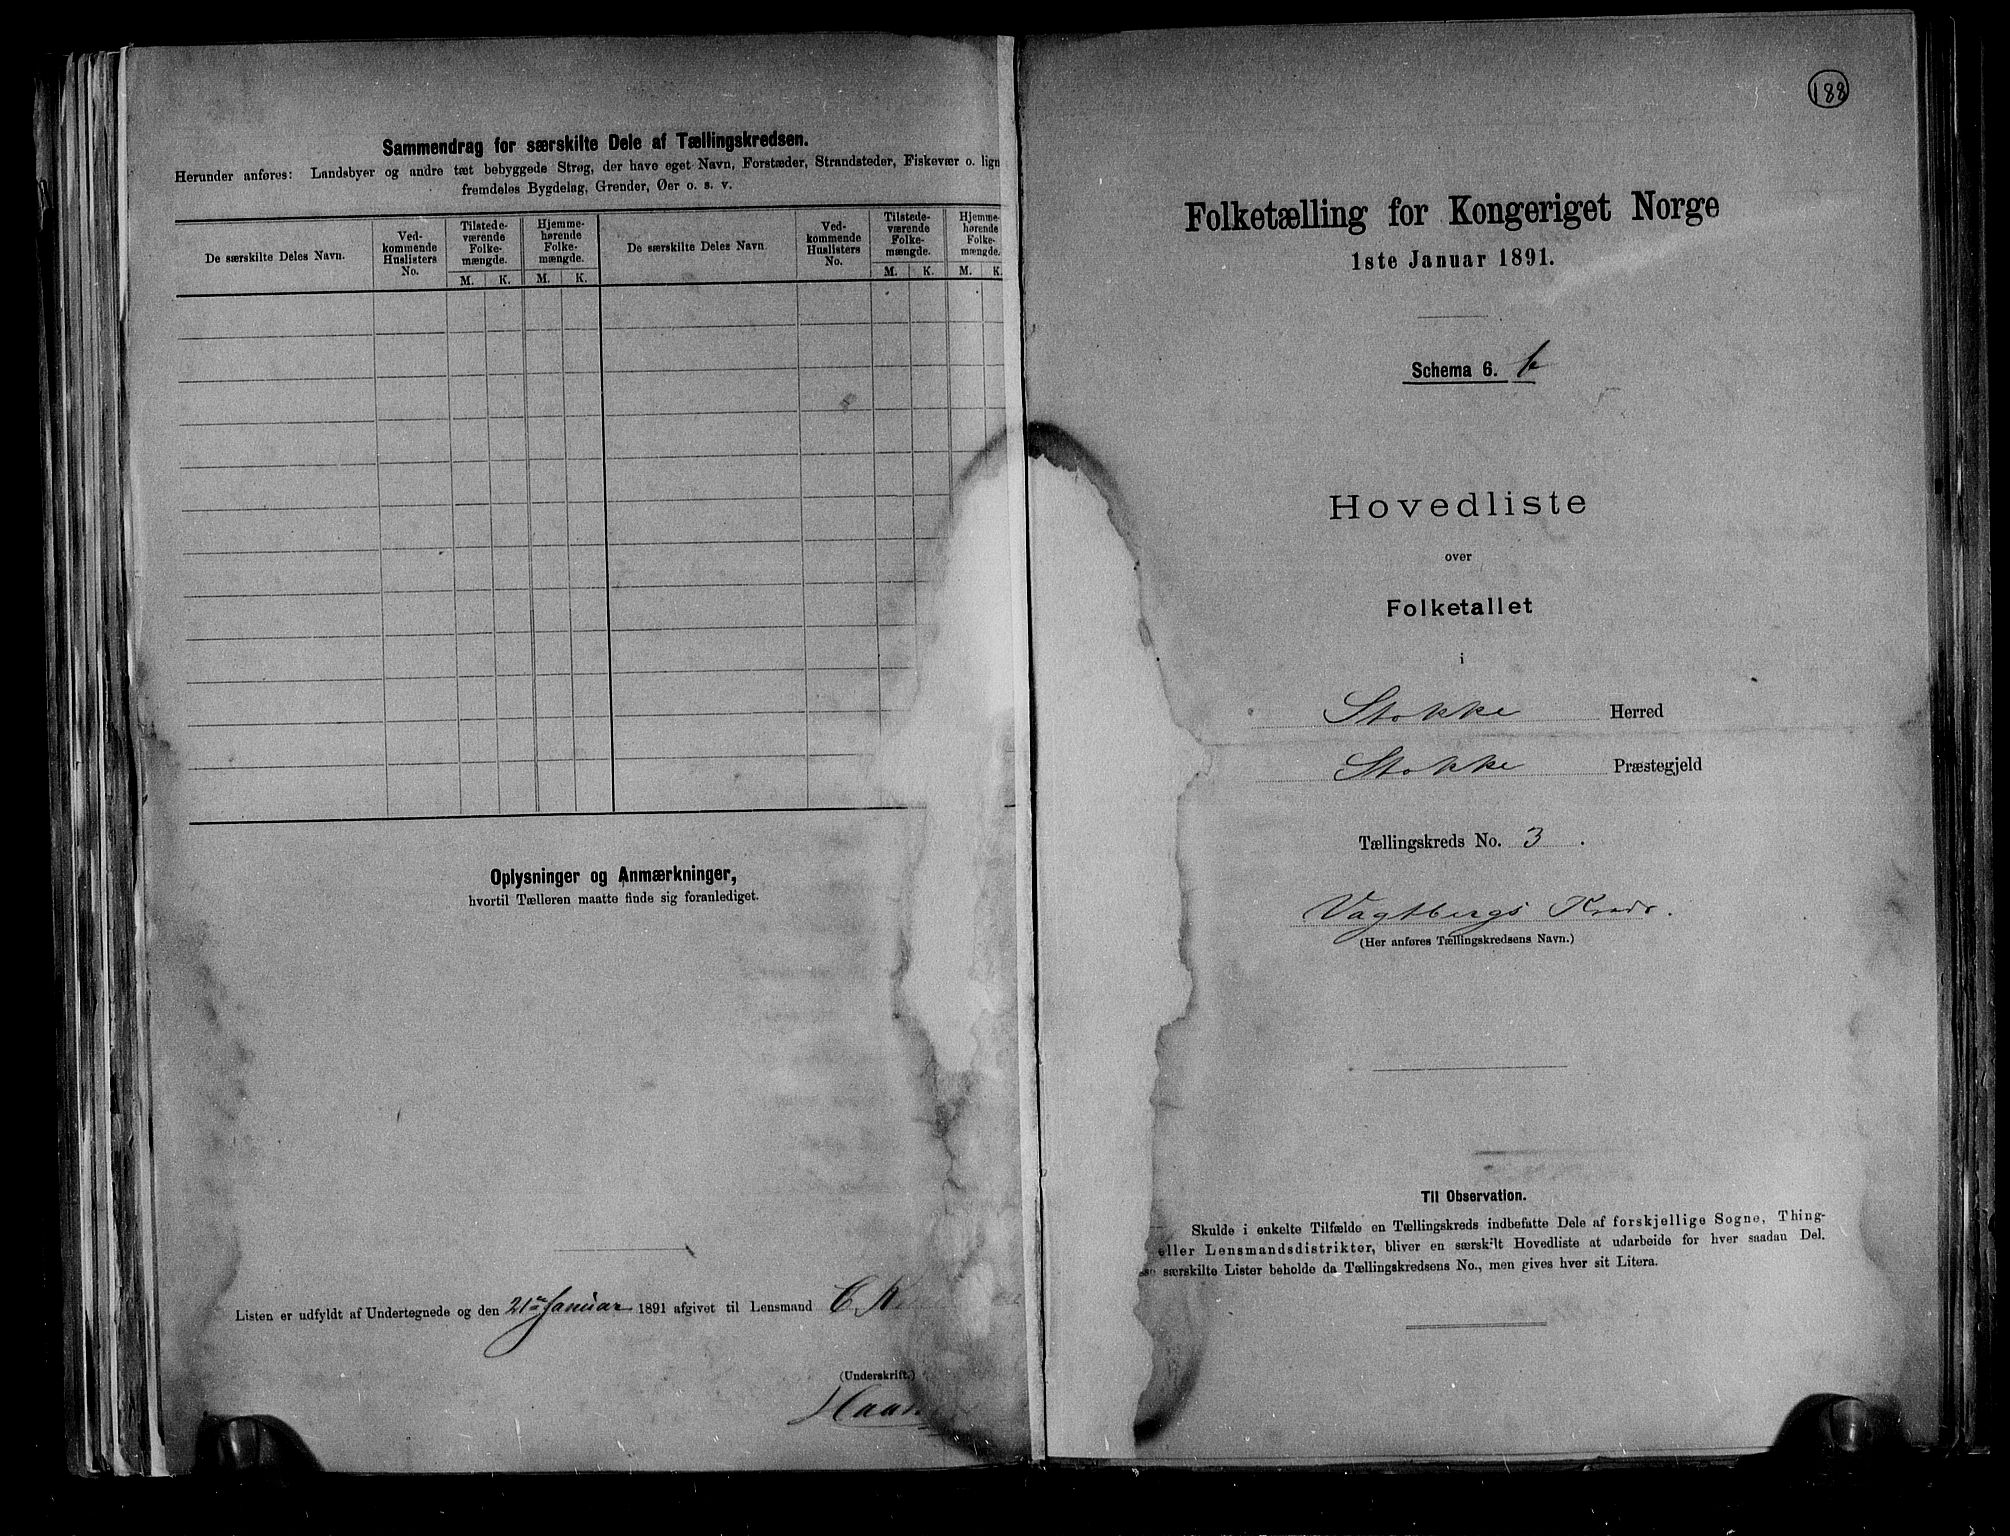 Sammendrag for særskilte Dele af Tællingskredsen.
Herunder anføres: Landsbyer og andre tæt bebyggede Strøg, der have eget Navn, Forstæder, Strandsteder, Fiskevær o. lign
fremdeles Bygdelag, Grender, Øer o. s. v.
De særskilte Deles Navn.
Ved-
kommende
Huslisters
No.
Tilstede-
værende
Folke-
mængde.
M. K.
Hjemme-
hørende
Folke-
mængde.
M. K.
De særskilte Deles Navn.
Ved-
kommende
Huslisters
No.
Tilstede-
værende
Folke-
mængde.
M. K.
Hjemme-
hørende
Folke-
mængde.
M. K.
Oplysninger og Anmærkninger,
hvortil Tælleren maatte finde sig foranlediget.
Listen er udfyldt af Undertegnede og den 21de Januar 1891 afgivet til Lensmand C.
(Underskrift.)
188
Folketælling for Kongeriget Norge
1ste Januar 1891.
Schema 6. b
Hovedliste
over
Folketallet
i
Stokke Herred
Stokke Præstegjeld
Tællingskreds No. 3.
Vagtbergs Kreds.
(Her anføres Tællingskredsens Navn.)
Til Observation.
Skulde i enkelte Tilfælde en Tællingskreds indbefatte Dele af forskjellige Sogne, Thing-
eller Lensmandsdistrikter, bliver en særskilt Hovedliste at udarbeide for hver saadan Del.
særskilte Lister beholde da Tællingskredsens No., men gives hver sit Litera.